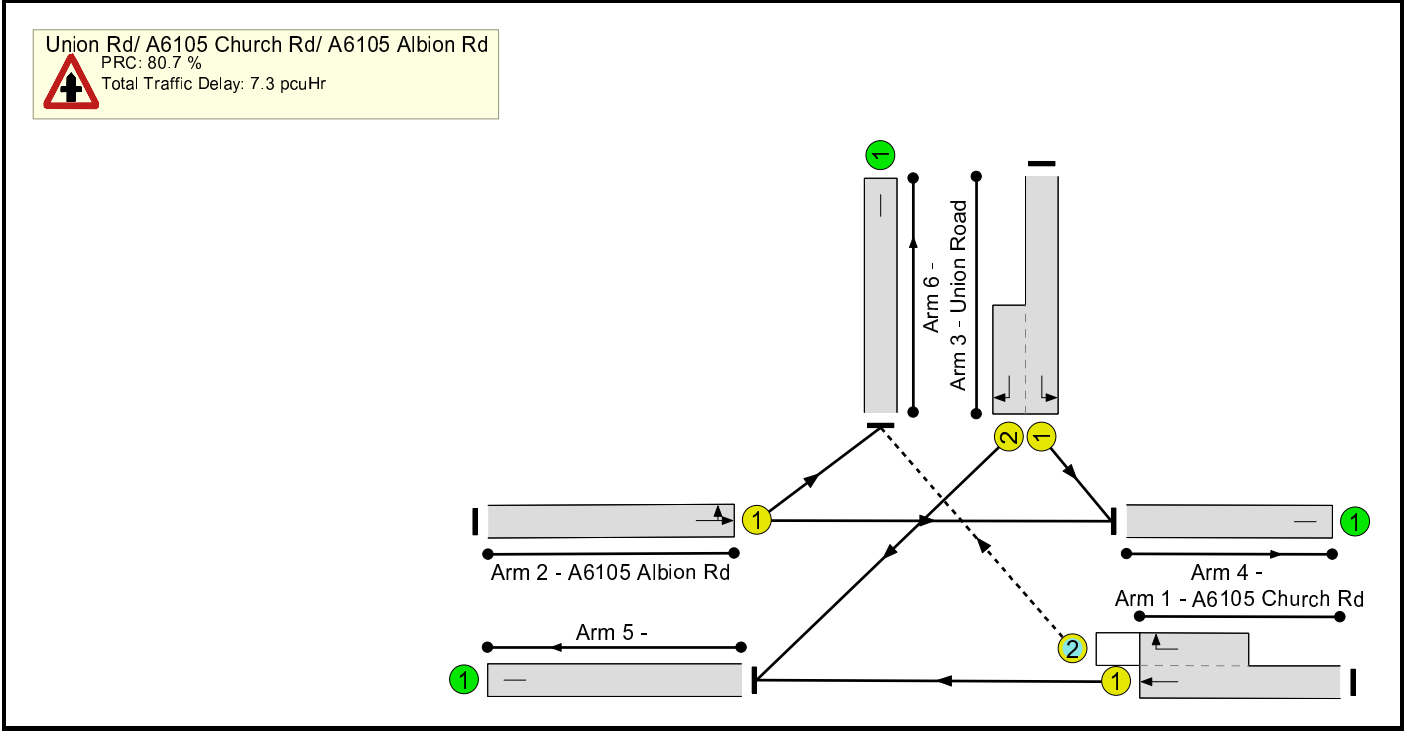 Union Rd/ A6105 Church Rd/ A6105 Albion Rd
PRC: 80.7 %
Total Traffic Delay: 7.3 pcuHr
1
Arm 6 -
Arm 3 - Union Road
2
1
1
1
Arm 2 - A6105 Albion Rd
Arm 4 -
Arm 1 - A6105 Church Rd
Arm 5 -
2
1
1